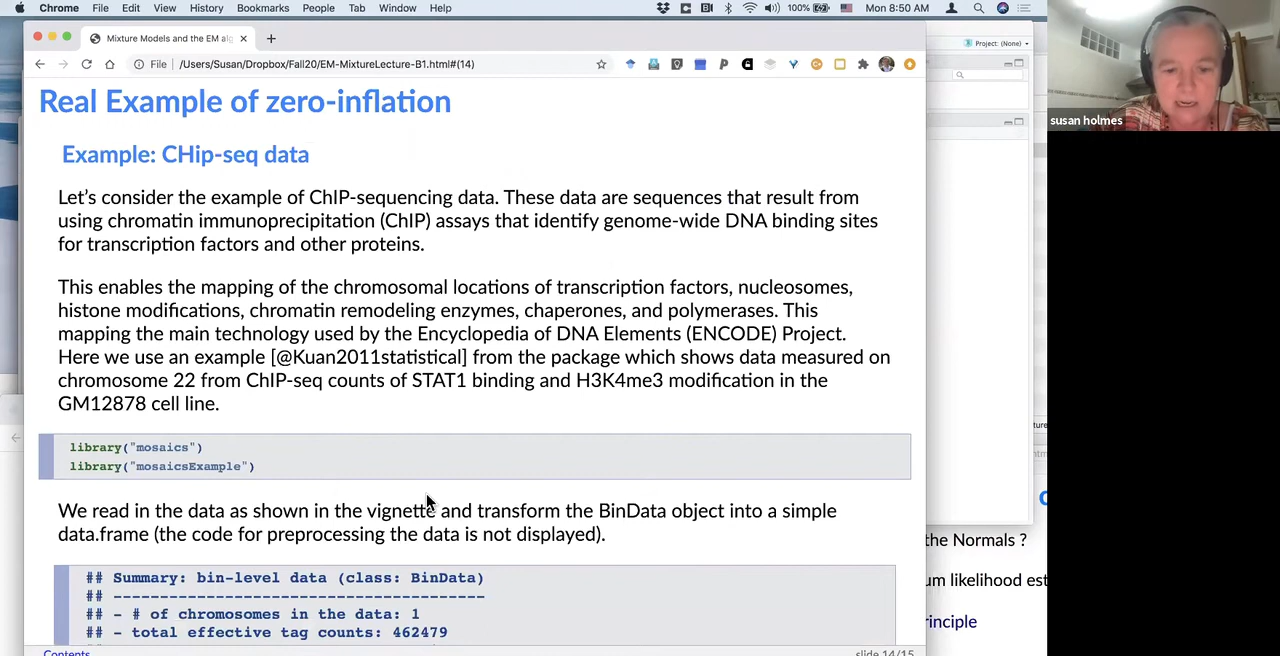 Chrome File Edit View History Bookmarks People Tab Window Help 100% Mon 8:50 AM
Mixture Models and the EM alg
Project: (None)
File /Users/Susan/Dropbox/Fall20/EM-MixtureLecture-B1.html#(14)
susan holmes
Real Example of zero-inflation
Example: CHip-seq data
Let's consider the example of ChIP-sequencing data. These data are sequences that result from
using chromatin immunoprecipitation (ChIP) assays that identify genome-wide DNA binding sites
for transcription factors and other proteins.
This enables the mapping of the chromosomal locations of transcription factors, nucleosomes,
histone modifications, chromatin remodeling enzymes, chaperones, and polymerases. This
mapping the main technology used by the Encyclopedia of DNA Elements (ENCODE) Project.
Here we use an example [@Kuan2011statistical] from the package which shows data measured on
chromosome 22 from ChIP-seq counts of STAT1 binding and H3K4me3 modification in the
GM12878 cell line.
library("mosaics")
library("mosaicsExample")
We read in the data as shown in the vignette and transform the BinData object into a simple
data.frame (the code for preprocessing the data is not displayed).
## Summary: bin-level data (class: BinData)
## ----------------------------------------
## - # of chromosomes in the data: 1
## - total effective tag counts: 462479
Contents
slide 14/15
the Normals ?
um likelihood est
rinciple